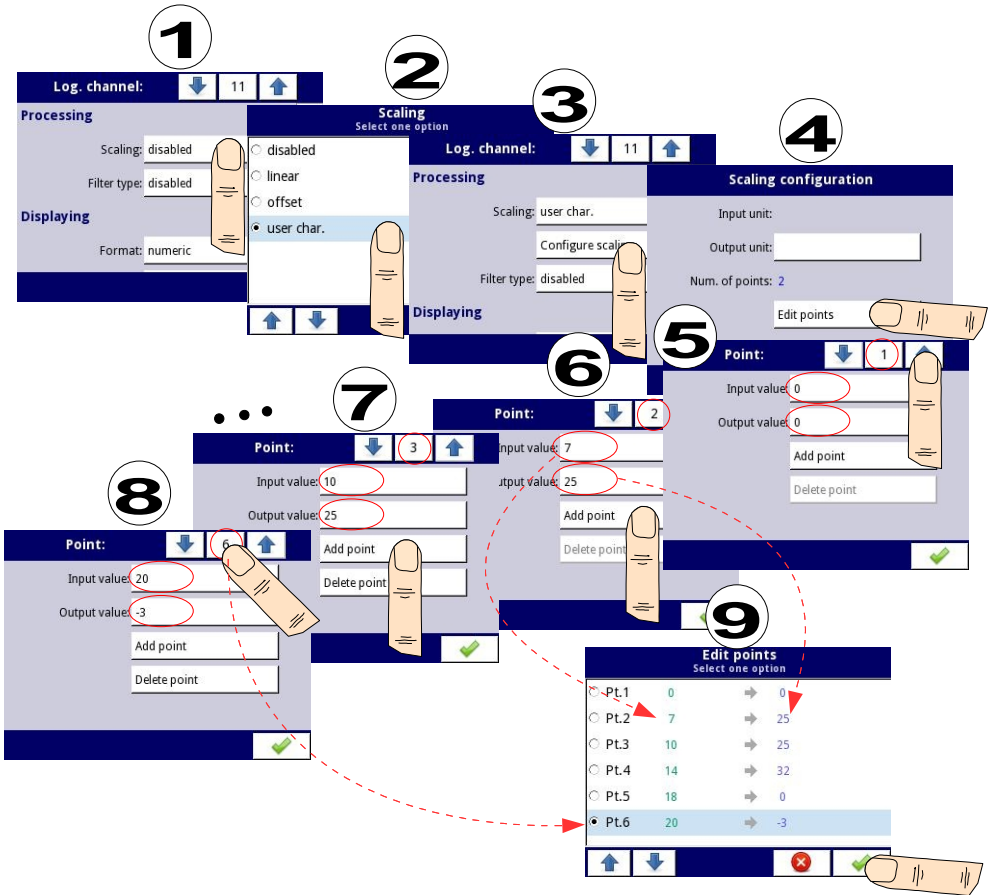 1
Log. channel: 11
Processing
Scaling: disabled
Filter type: disabled
Displaying
Format: numeric
2
Scaling
Select one option
disabled
linear
offset
user char.
3
Log. channel: 11
Processing
Scaling: user char.
Configure
Filter type: disabled
Displaying
4
Scaling configuration
Input unit:
Output unit:
Num. of points: 2
Edit points
5
Point: 1
Input value: 0
Output value: 0
Add point
Delete point
6
Point: 2
Input value: 7
value: 25
Add point
Delete point
...
7
Point: 3
Input value: 10
Output value: 25
Add point
Delete point
8
Point: 6
Input value: 20
Output value: -3
Add point
Delete point
9
Edit points
Select one option
Pt.1 0 0
Pt.2 7 25
Pt.3 10 25
Pt.4 14 32
Pt.5 18 0
Pt.6 20 -3